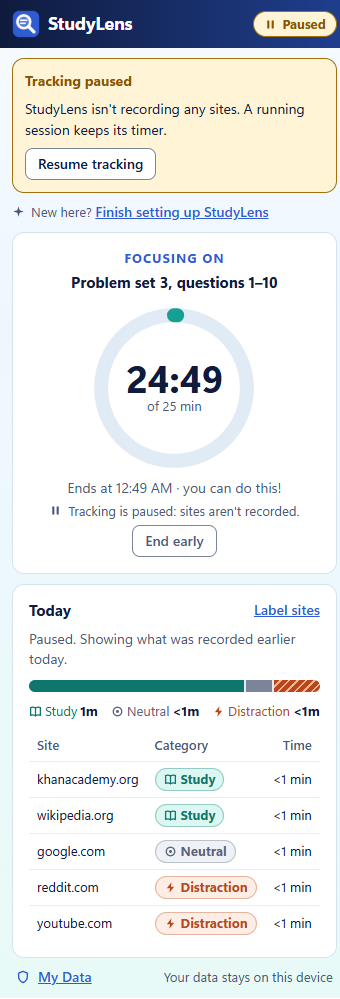 StudyLens
Paused
Tracking paused
StudyLens isn't recording any sites. A running
session keeps its timer.
Resume tracking
New here? Finish setting up StudyLens
FOCUSING ON
Problem set 3, questions 1–10
24:49
of 25 min
Ends at 12:49 AM · you can do this!
Tracking is paused: sites aren't recorded.
End early
Today
Label sites
Paused. Showing what was recorded earlier
today.
Study 1m Neutral <1m Distraction <1m
Site Category Time
khanacademy.org Study <1 min
wikipedia.org Study <1 min
google.com Neutral <1 min
reddit.com Distraction <1 min
youtube.com Distraction <1 min
My Data Your data stays on this device